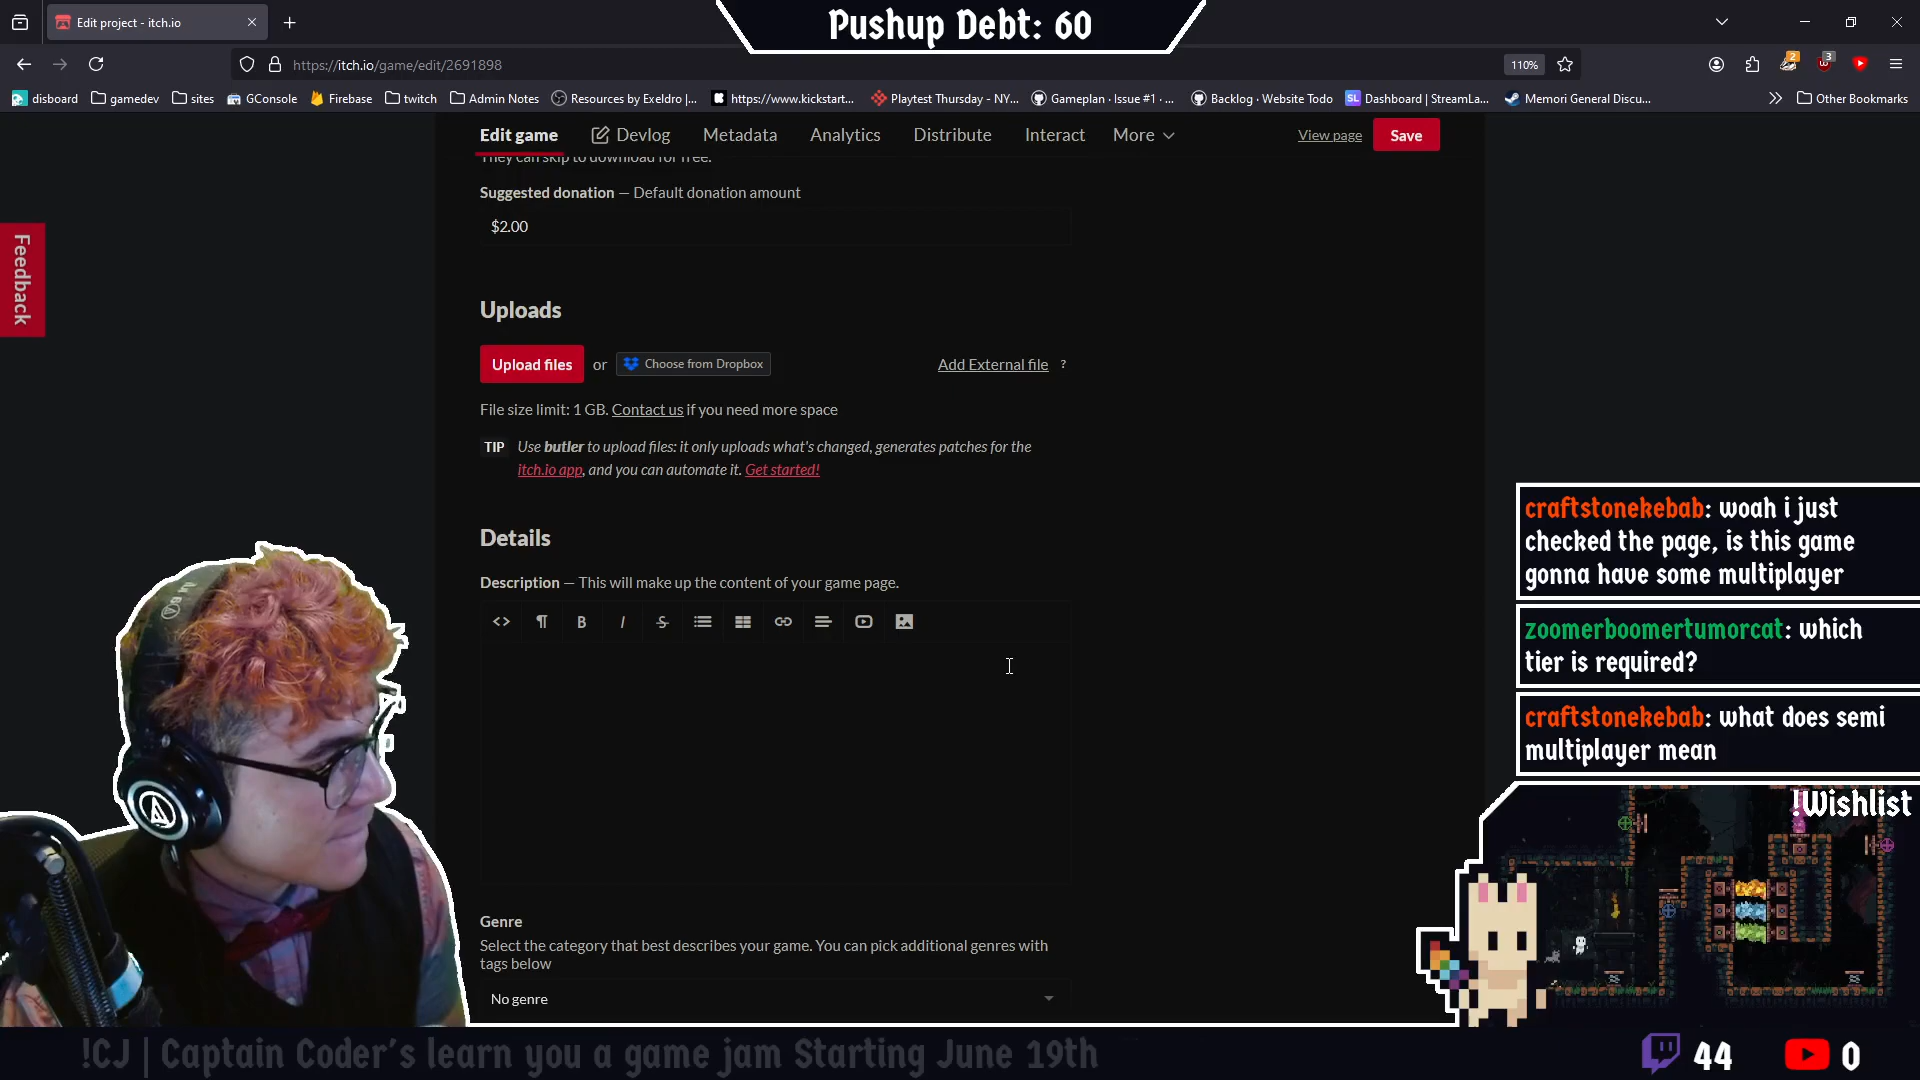 Edit project - itch.io
Pushup Debt: 60
https://itch.io/game/edit/2691898
110%
2
3
disboard
gamedev
sites
GConsole
Firebase
twitch
Admin Notes
Resources by Exeldro |...
https://www.kickstart...
Playtest Thursday - NY...
Gameplan · Issue #1 · ...
Backlog · Website Todo
Dashboard | StreamLa...
Memori General Discu...
Other Bookmarks
Edit game
Devlog
Metadata
Analytics
Distribute
Interact
More
View page
Save
They can skip to download for free.
Suggested donation — Default donation amount
$2.00
Feedback
Uploads
Upload files
or
Choose from Dropbox
Add External file
?
File size limit: 1 GB. Contact us if you need more space
TIP
Use butler to upload files: it only uploads what's changed, generates patches for the
itch.io app, and you can automate it. Get started!
Details
Description — This will make up the content of your game page.
Genre
Select the category that best describes your game. You can pick additional genres with
tags below
No genre
craftstonekebab: woah i just
checked the page, is this game
gonna have some multiplayer
zoomerboomertumorcat: which
tier is required?
craftstonekebab: what does semi
multiplayer mean
!Wishlist
!CJ | Captain Coder's learn you a game jam Starting June 19th
44
0